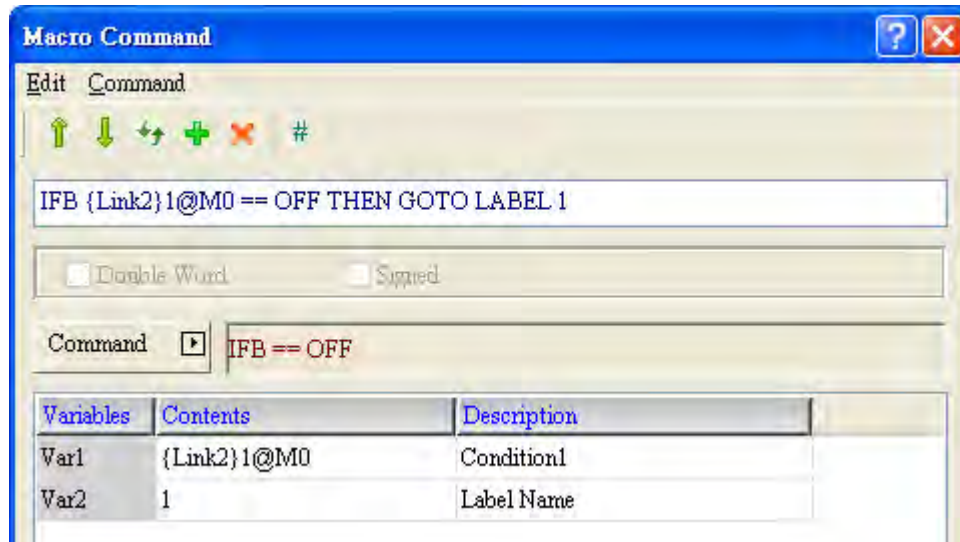 Macro Command
Edit Command
#
IFB {Link2}1@M0 == OFF THEN GOTO LABEL 1
Double Word Signed
Command IFB == OFF
Variables Contents Description
Var1 {Link2}1@M0 Condition1
Var2 1 Label Name